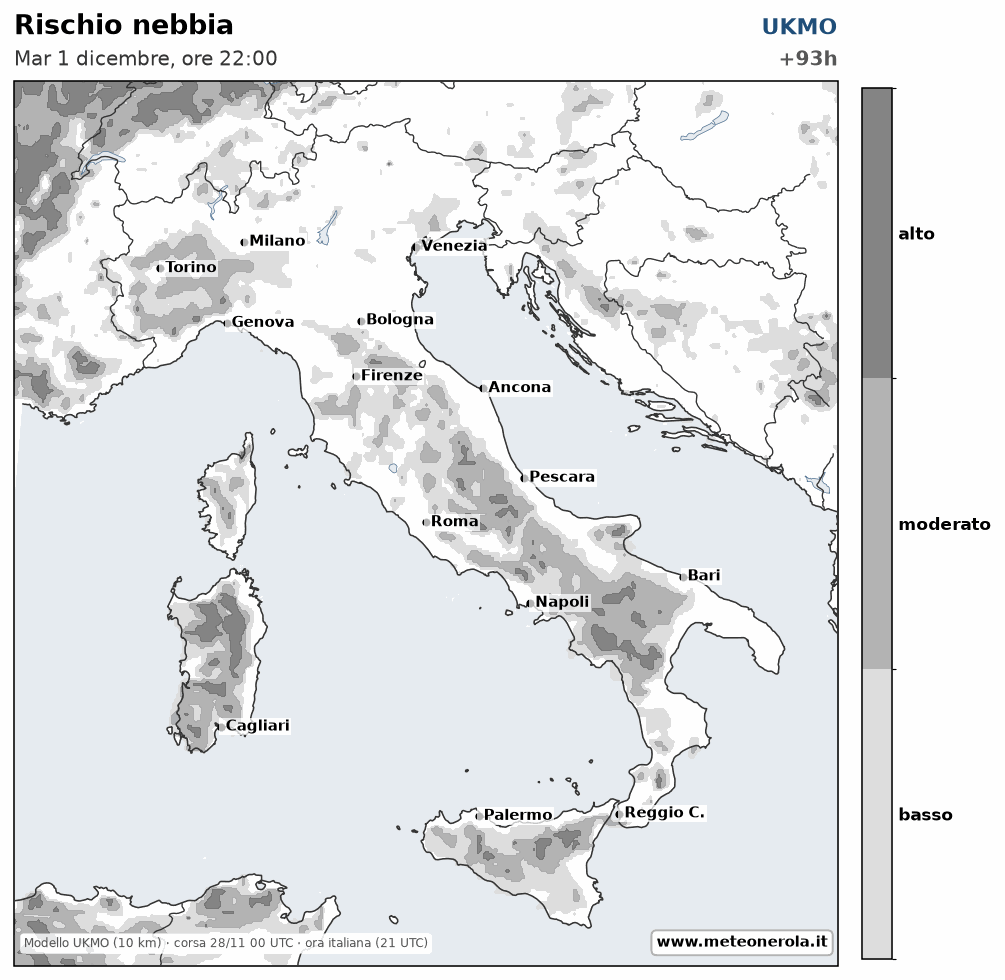 Rischio nebbia
UKMO
Mar 1 dicembre, ore 22:00
+93h
alto
Milano
Venezia
Torino
Genova
Bologna
Firenze
Ancona
Pescara
Roma
moderato
Bari
Napoli
Cagliari
Palermo
Reggio C.
basso
Modello UKMO (10 km) · corsa 28/11 00 UTC · ora italiana (21 UTC)
www.meteonerola.it